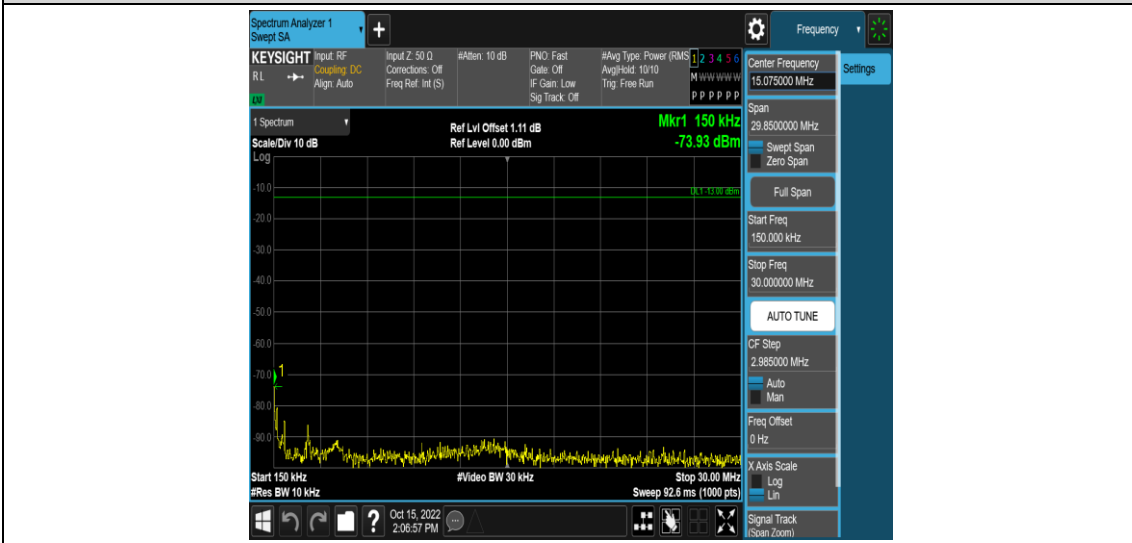 Spectrum Analyzer 1
Swept SA
+
Frequency
KEYSIGHT
R L
LXI
Input: RF
Coupling: DC
Align: Auto
Input Z: 50 Ω
Corrections: Off
Freq Ref: Int (S)
#Atten: 10 dB
PNO: Fast
Gate: Off
IF Gain: Low
Sig Track: Off
#Avg Type: Power (RMS
Avg|Hold: 10/10
Trig: Free Run
1 2 3 4 5 6
M W W W W W
P P P P P P
1 Spectrum
Scale/Div 10 dB
Log
Ref Lvl Offset 1.11 dB
Ref Level 0.00 dBm
Mkr1 150 kHz
-73.93 dBm
DL1 -13.00 dBm
-10.0
-20.0
-30.0
-40.0
-50.0
-60.0
-70.0
1
-80.0
-90.0
Start 150 kHz
#Res BW 10 kHz
#Video BW 30 kHz
Stop 30.00 MHz
Sweep 92.6 ms (1000 pts)
?
Oct 15, 2022
2:06:57 PM
Center Frequency
15.075000 MHz
Settings
Span
29.8500000 MHz
Swept Span
Zero Span
Full Span
Start Freq
150.000 kHz
Stop Freq
30.000000 MHz
AUTO TUNE
CF Step
2.985000 MHz
Auto
Man
Freq Offset
0 Hz
X Axis Scale
Log
Lin
Signal Track
(Span Zoom)